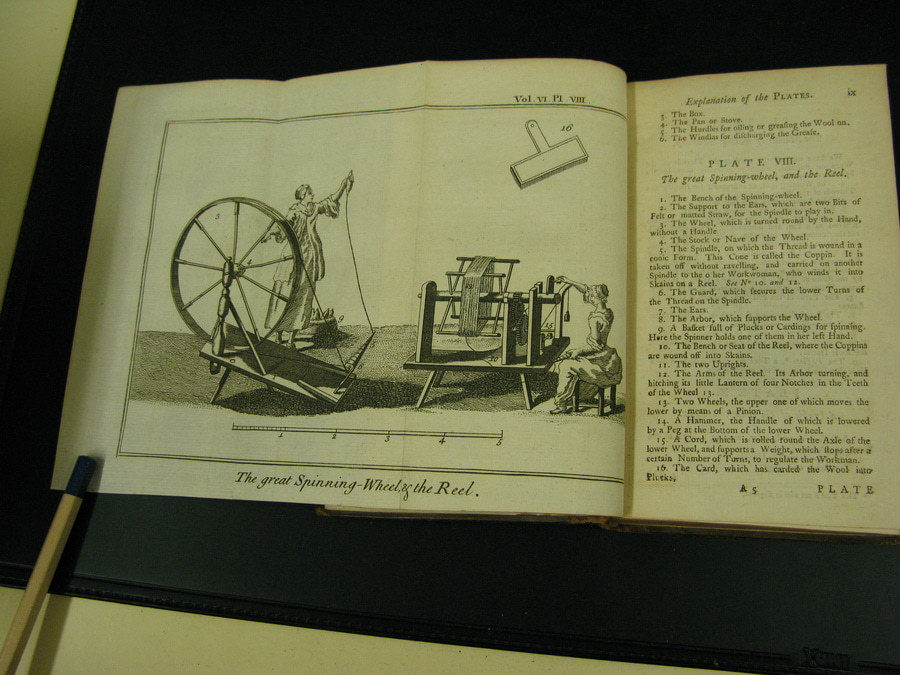 Vol. VI Pl VIII
16
3
9
15
1 2 3 4 5
The great Spinning-Wheel, & the Reel.
Explanation of the PLATES. ix
3. The Box.
4. The Pan or Stove.
5. The Hurdles for oiling or greasing the Wool on.
6. The Windlas for discharging the Grease.
PLATE VIII.
The great Spinning-wheel, and the Reel.
1. The Bench of the Spinning-wheel.
2. The Support to the Ears, which are two Bits of
Felt or matted Straw, for the Spindle to play in.
3. The Wheel, which is turned round by the Hand,
without a Handle.
4. The Stock or Nave of the Wheel.
5. The Spindle, on which the Thread is wound in a
conic Form. This Cone is called the Coppin. It is
taken off without ravelling, and carried on another
Spindle to the o her Workwoman, who winds it into
Skains on a Reel. See No 10. and 12.
6. The Guard, which secures the lower Turns of
the Thread on the Spindle.
7. The Ears.
8. The Arbor, which supports the Wheel.
9. A Basket full of Plucks or Cardings for spinning.
Here the Spinner holds one of them in her left Hand.
10. The Bench or Seat of the Reel, where the Coppins
are wound off into Skains.
11. The two Uprights.
12. The Arms of the Reel. Its Arbor turning, and
hitching its little Lantern of four Notches in the Teeth
of the Wheel 13.
13. Two Wheels, the upper one of which moves the
lower by means of a Pinion.
14. A Hammer, the Handle of which is lowered
by a Peg at the Bottom of the lower Wheel.
15. A Cord, which is rolled round the Axle of the
lower Wheel, and supports a Weight, which stops after a
certain Number of Turns, to regulate the Workman.
16. The Card, which has carded the Wool into
Plucks.
A 5 PLATE